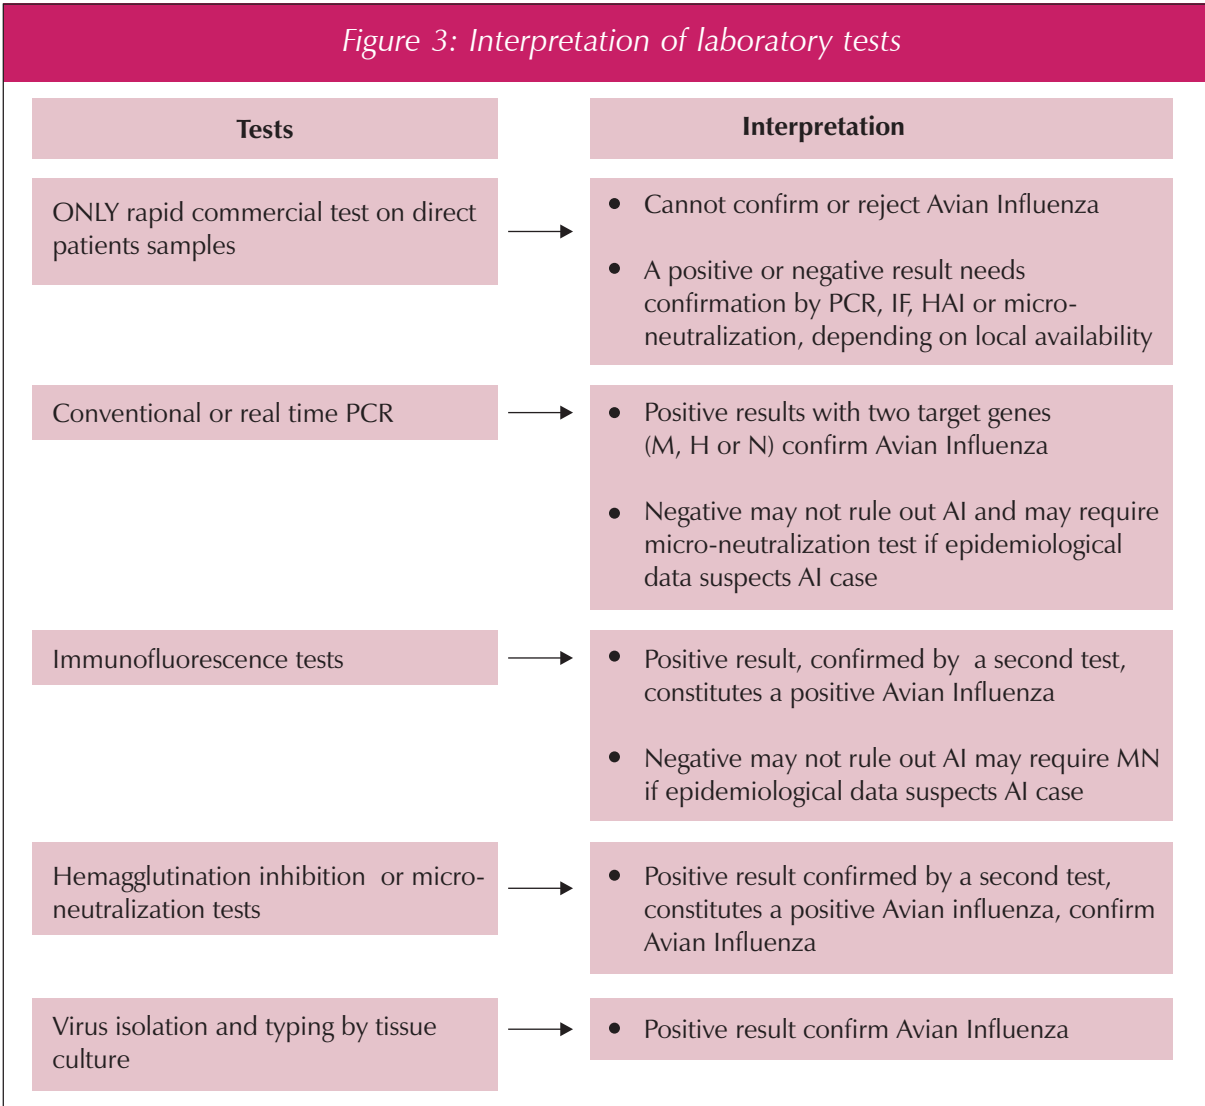 Figure 3: Interpretation of laboratory tests
Tests
Interpretation
ONLY rapid commercial test on direct
patients samples
• Cannot confirm or reject Avian Influenza
• A positive or negative result needs
confirmation by PCR, IF, HAI or micro-
neutralization, depending on local availability
Conventional or real time PCR
• Positive results with two target genes
(M, H or N) confirm Avian Influenza
• Negative may not rule out AI and may require
micro-neutralization test if epidemiological
data suspects AI case
Immunofluorescence tests
• Positive result, confirmed by a second test,
constitutes a positive Avian Influenza
• Negative may not rule out AI may require MN
if epidemiological data suspects AI case
Hemagglutination inhibition or micro-
neutralization tests
• Positive result confirmed by a second test,
constitutes a positive Avian influenza, confirm
Avian Influenza
Virus isolation and typing by tissue
culture
• Positive result confirm Avian Influenza